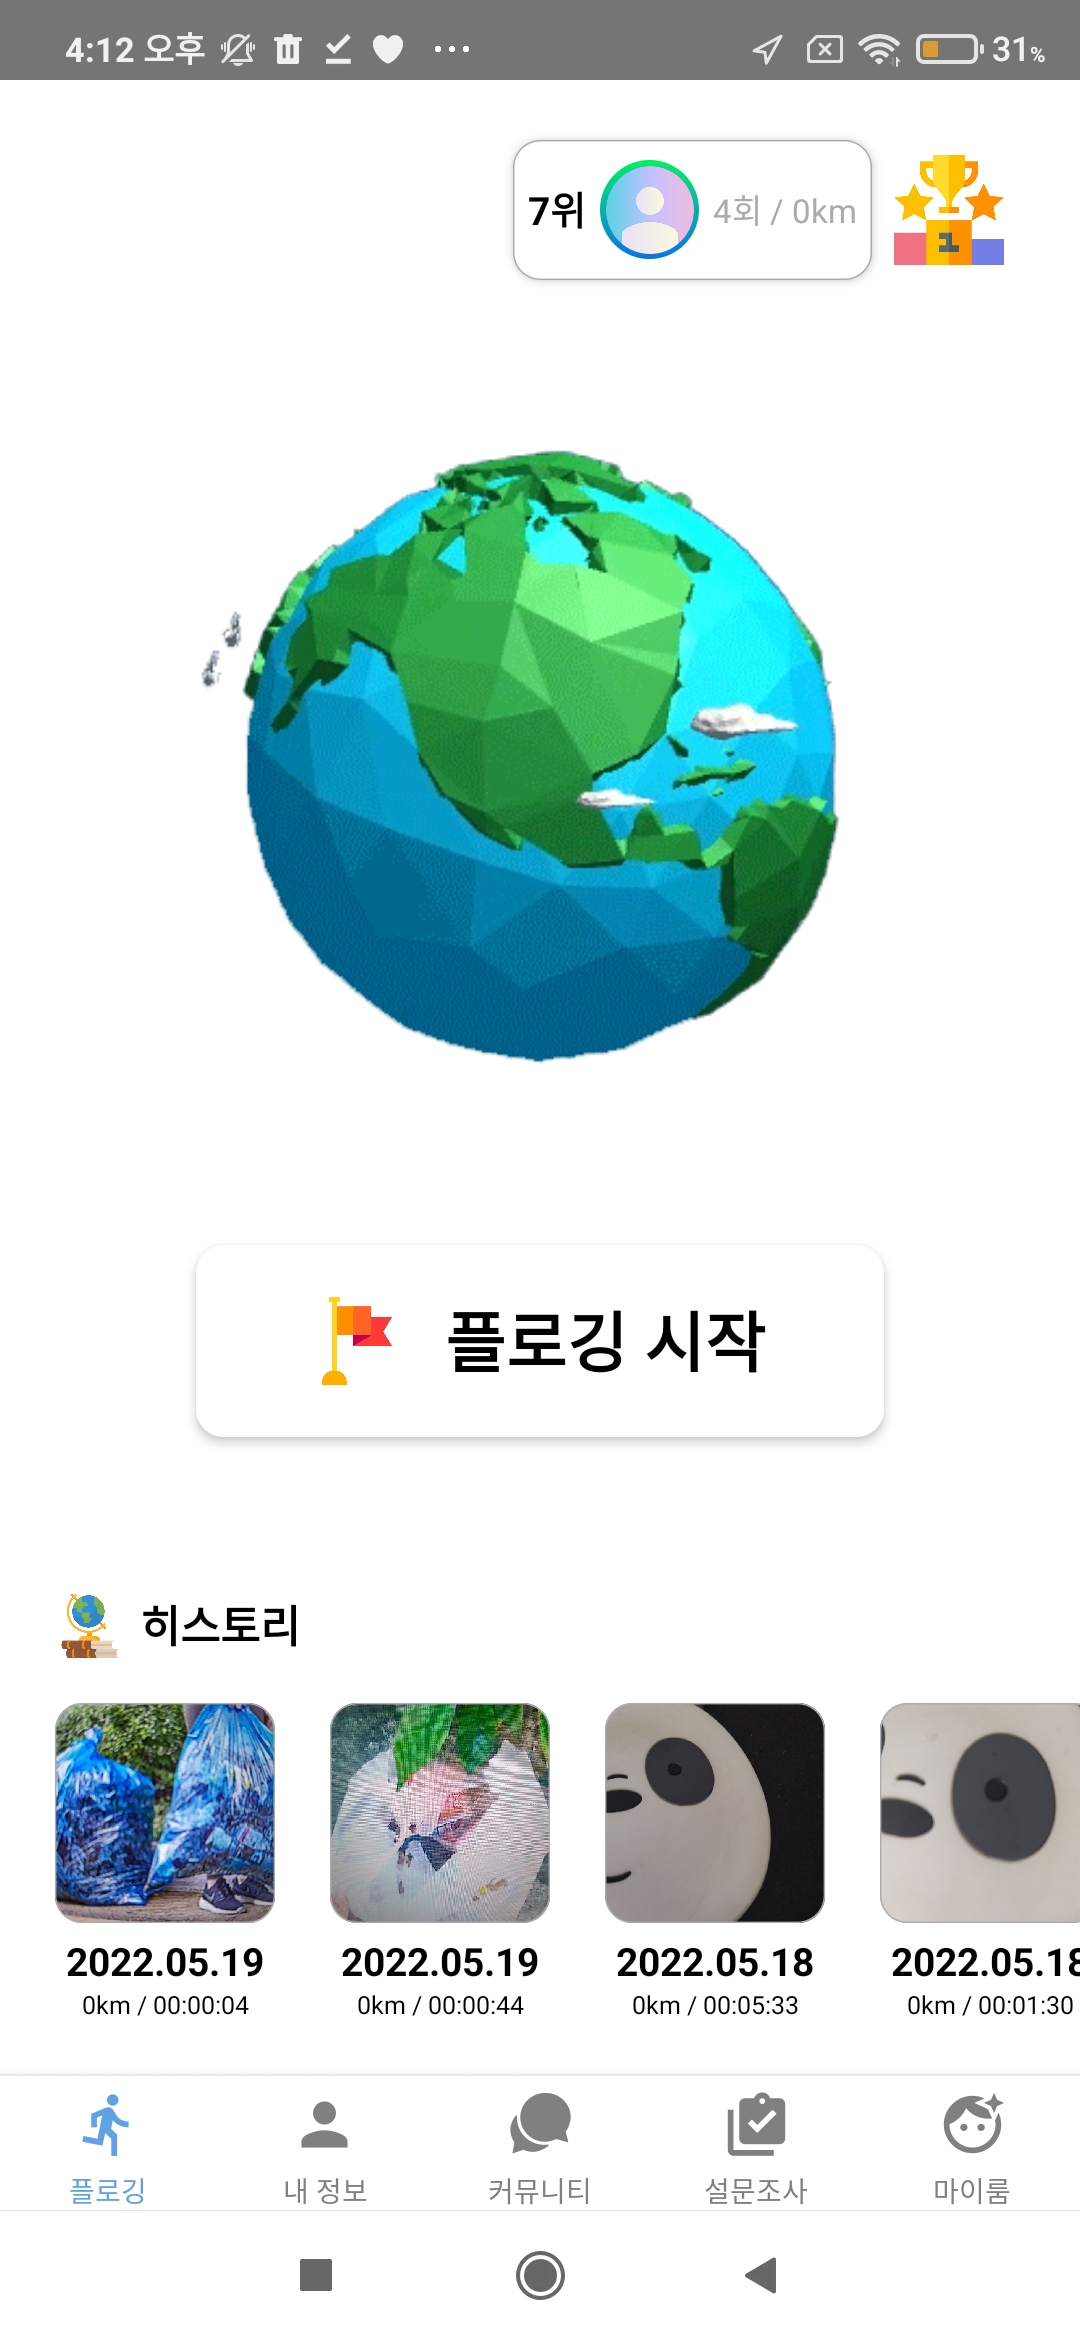 4:12 오후
31%
7위 4회 / 0km
1
플로깅 시작
히스토리
2022.05.19 2022.05.19 2022.05.18 2022.05.18
0km / 00:00:04 0km / 00:00:44 0km / 00:05:33 0km / 00:01:30
플로깅 내 정보 커뮤니티 설문조사 마이룸